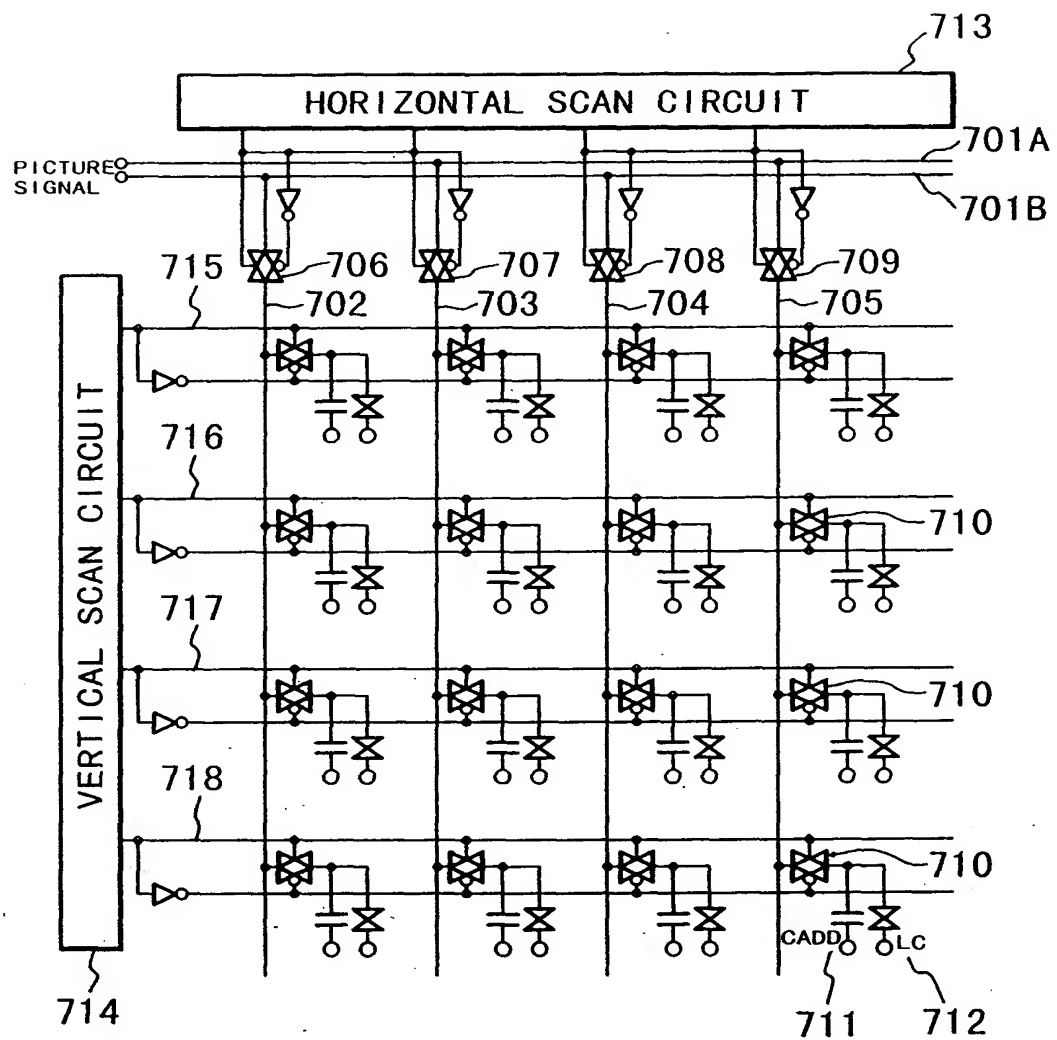 713
HORIZONTAL SCAN CIRCUIT
701A
PICTURE
SIGNAL
701B
715
706
707
708
709
702
703
704
705
VERTICAL SCAN CIRCUIT
716
710
717
710
718
710
CADD
LC
714
711
712